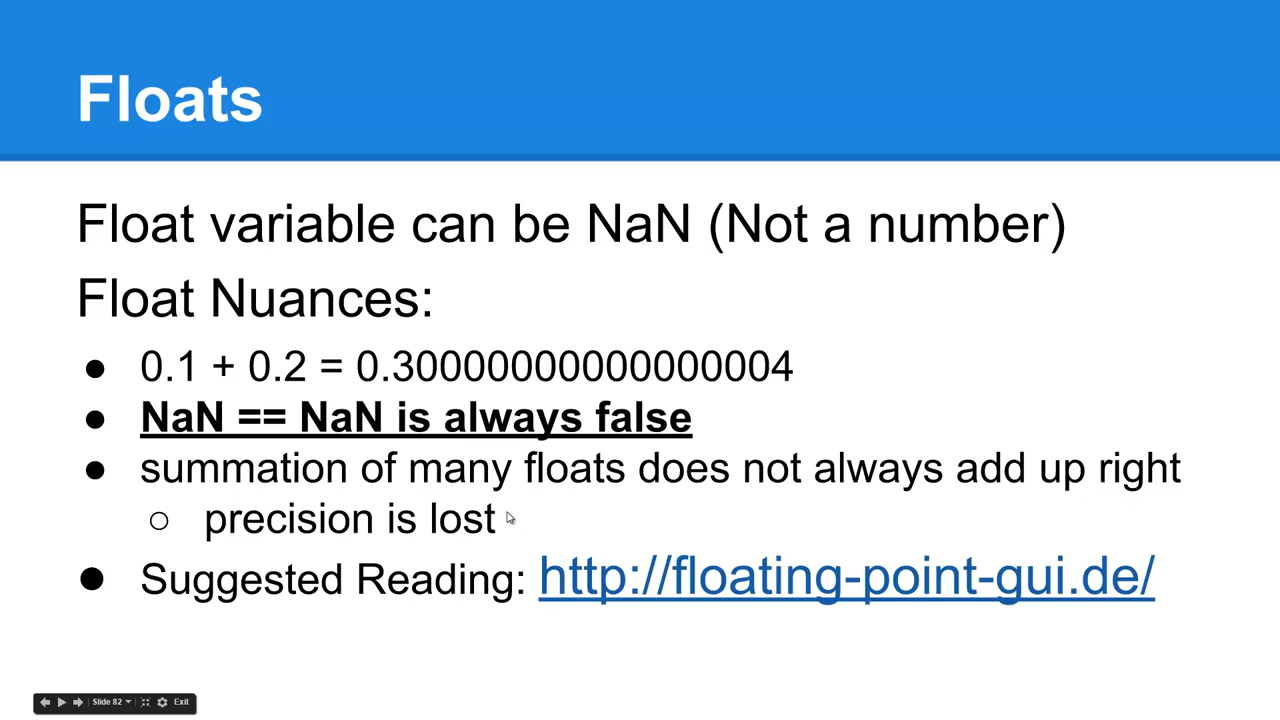 Floats
Float variable can be NaN (Not a number)
Float Nuances:
● 0.1 + 0.2 = 0.30000000000000004
● NaN == NaN is always false
● summation of many floats does not always add up right
○ precision is lost
● Suggested Reading: http://floating-point-gui.de/
Slide 82 Exit